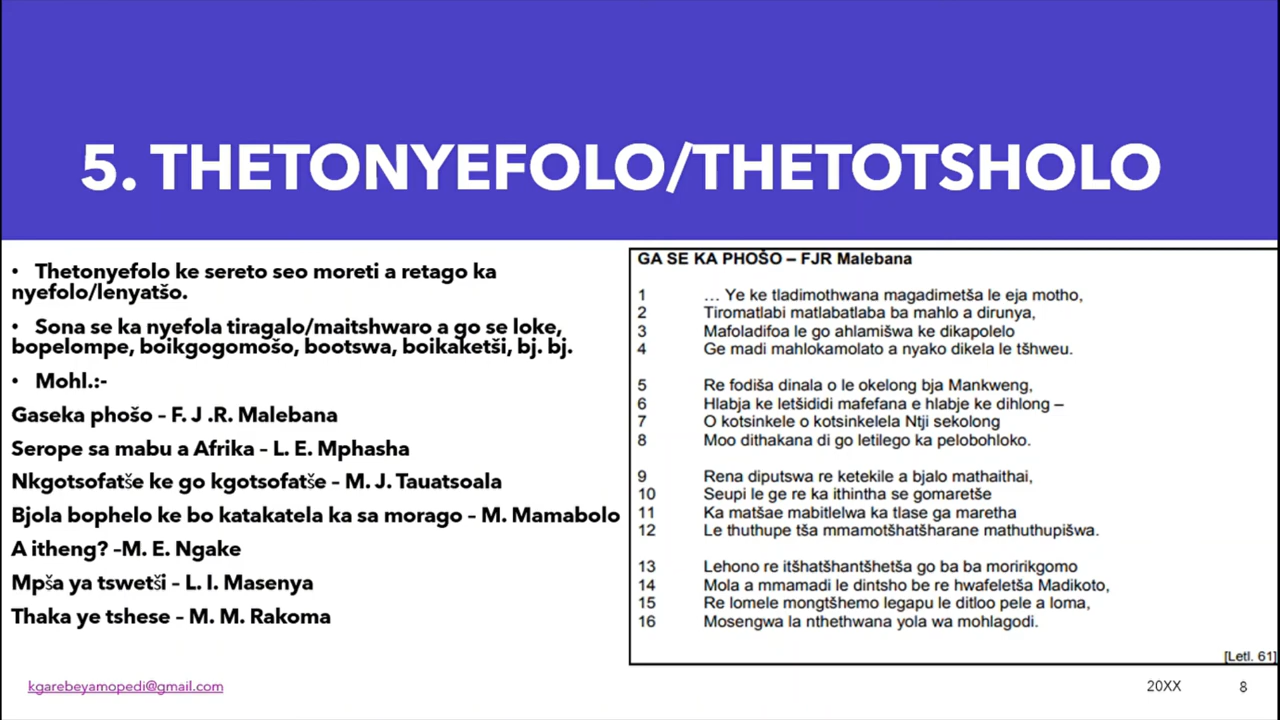 5. THETONYEFOLO/THETOTSHOLO
• Thetonyefolo ke sereto seo moreti a retago ka
nyefolo/lenyatšo.
• Sona se ka nyefola tiragalo/maitshwaro a go se loke,
bopelompe, boikgogomošo, bootswa, boikaketši, bj. bj.
• Mohl.:-
Gaseka phošo – F. J .R. Malebana
Serope sa mabu a Afrika – L. E. Mphasha
Nkgotsofatše ke go kgotsofatše – M. J. Tauatsoala
Bjola bophelo ke bo katakatela ka sa morago – M. Mamabolo
A itheng? –M. E. Ngake
Mpša ya tswetši – L. I. Masenya
Thaka ye tshese – M. M. Rakoma
GA SE KA PHOŠO – FJR Malebana
1 … Ye ke tladimothwana magadimetša le eja motho,
2 Tiromatlabi matlabatlaba ba mahlo a dirunya,
3 Mafoladifoa le go ahlamišwa ke dikapolelo
4 Ge madi mahlokamolato a nyako dikela le tšhweu.
5 Re fodiša dinala o le okelong bja Mankweng,
6 Hlabja ke letšididi mafefana e hlabje ke dihlong –
7 O kotsinkele o kotsinkelela Ntji sekolong
8 Moo dithakana di go letilego ka pelobohloko.
9 Rena diputswa re ketekile a bjalo mathaithai,
10 Seupi le ge re ka ithintha se gomaretše
11 Ka matšae mabitlelwa ka tlase ga maretha
12 Le thuthupe tša mmamotšhatšharane mathuthupišwa.
13 Lehono re itšhatšhantšhetša go ba ba moririkgomo
14 Mola a mmamadi le dintsho be re hwafeletša Madikoto,
15 Re lomele mongtšhemo legapu le ditloo pele a loma,
16 Mosengwa la nthethwana yola wa mohlagodi.
[Letl. 61]
kgarebeyamopedi@gmail.com
20XX
8